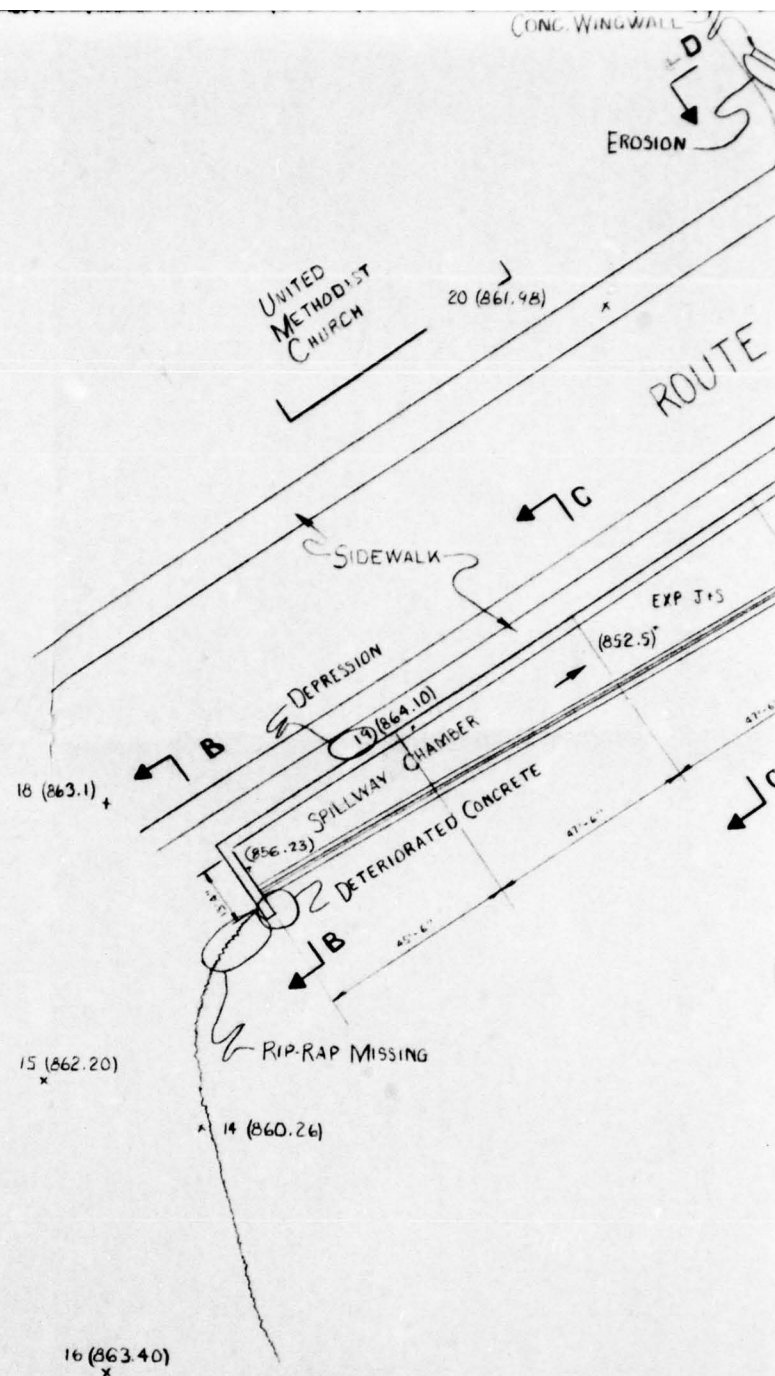 CONC. WINGWALL
D
EROSION
UNITED
METHODIST
CHURCH
20 (861.98)
ROUTE
C
SIDEWALK
EXP J+S
(852.5)
DEPRESSION
19 (864.10)
B
SPILLWAY CHAMBER
18 (863.1)
47'-6"
(856.23)
DETERIORATED CONCRETE
45'-6"
B
RIP-RAP MISSING
15 (862.20)
14 (860.26)
16 (863.40)